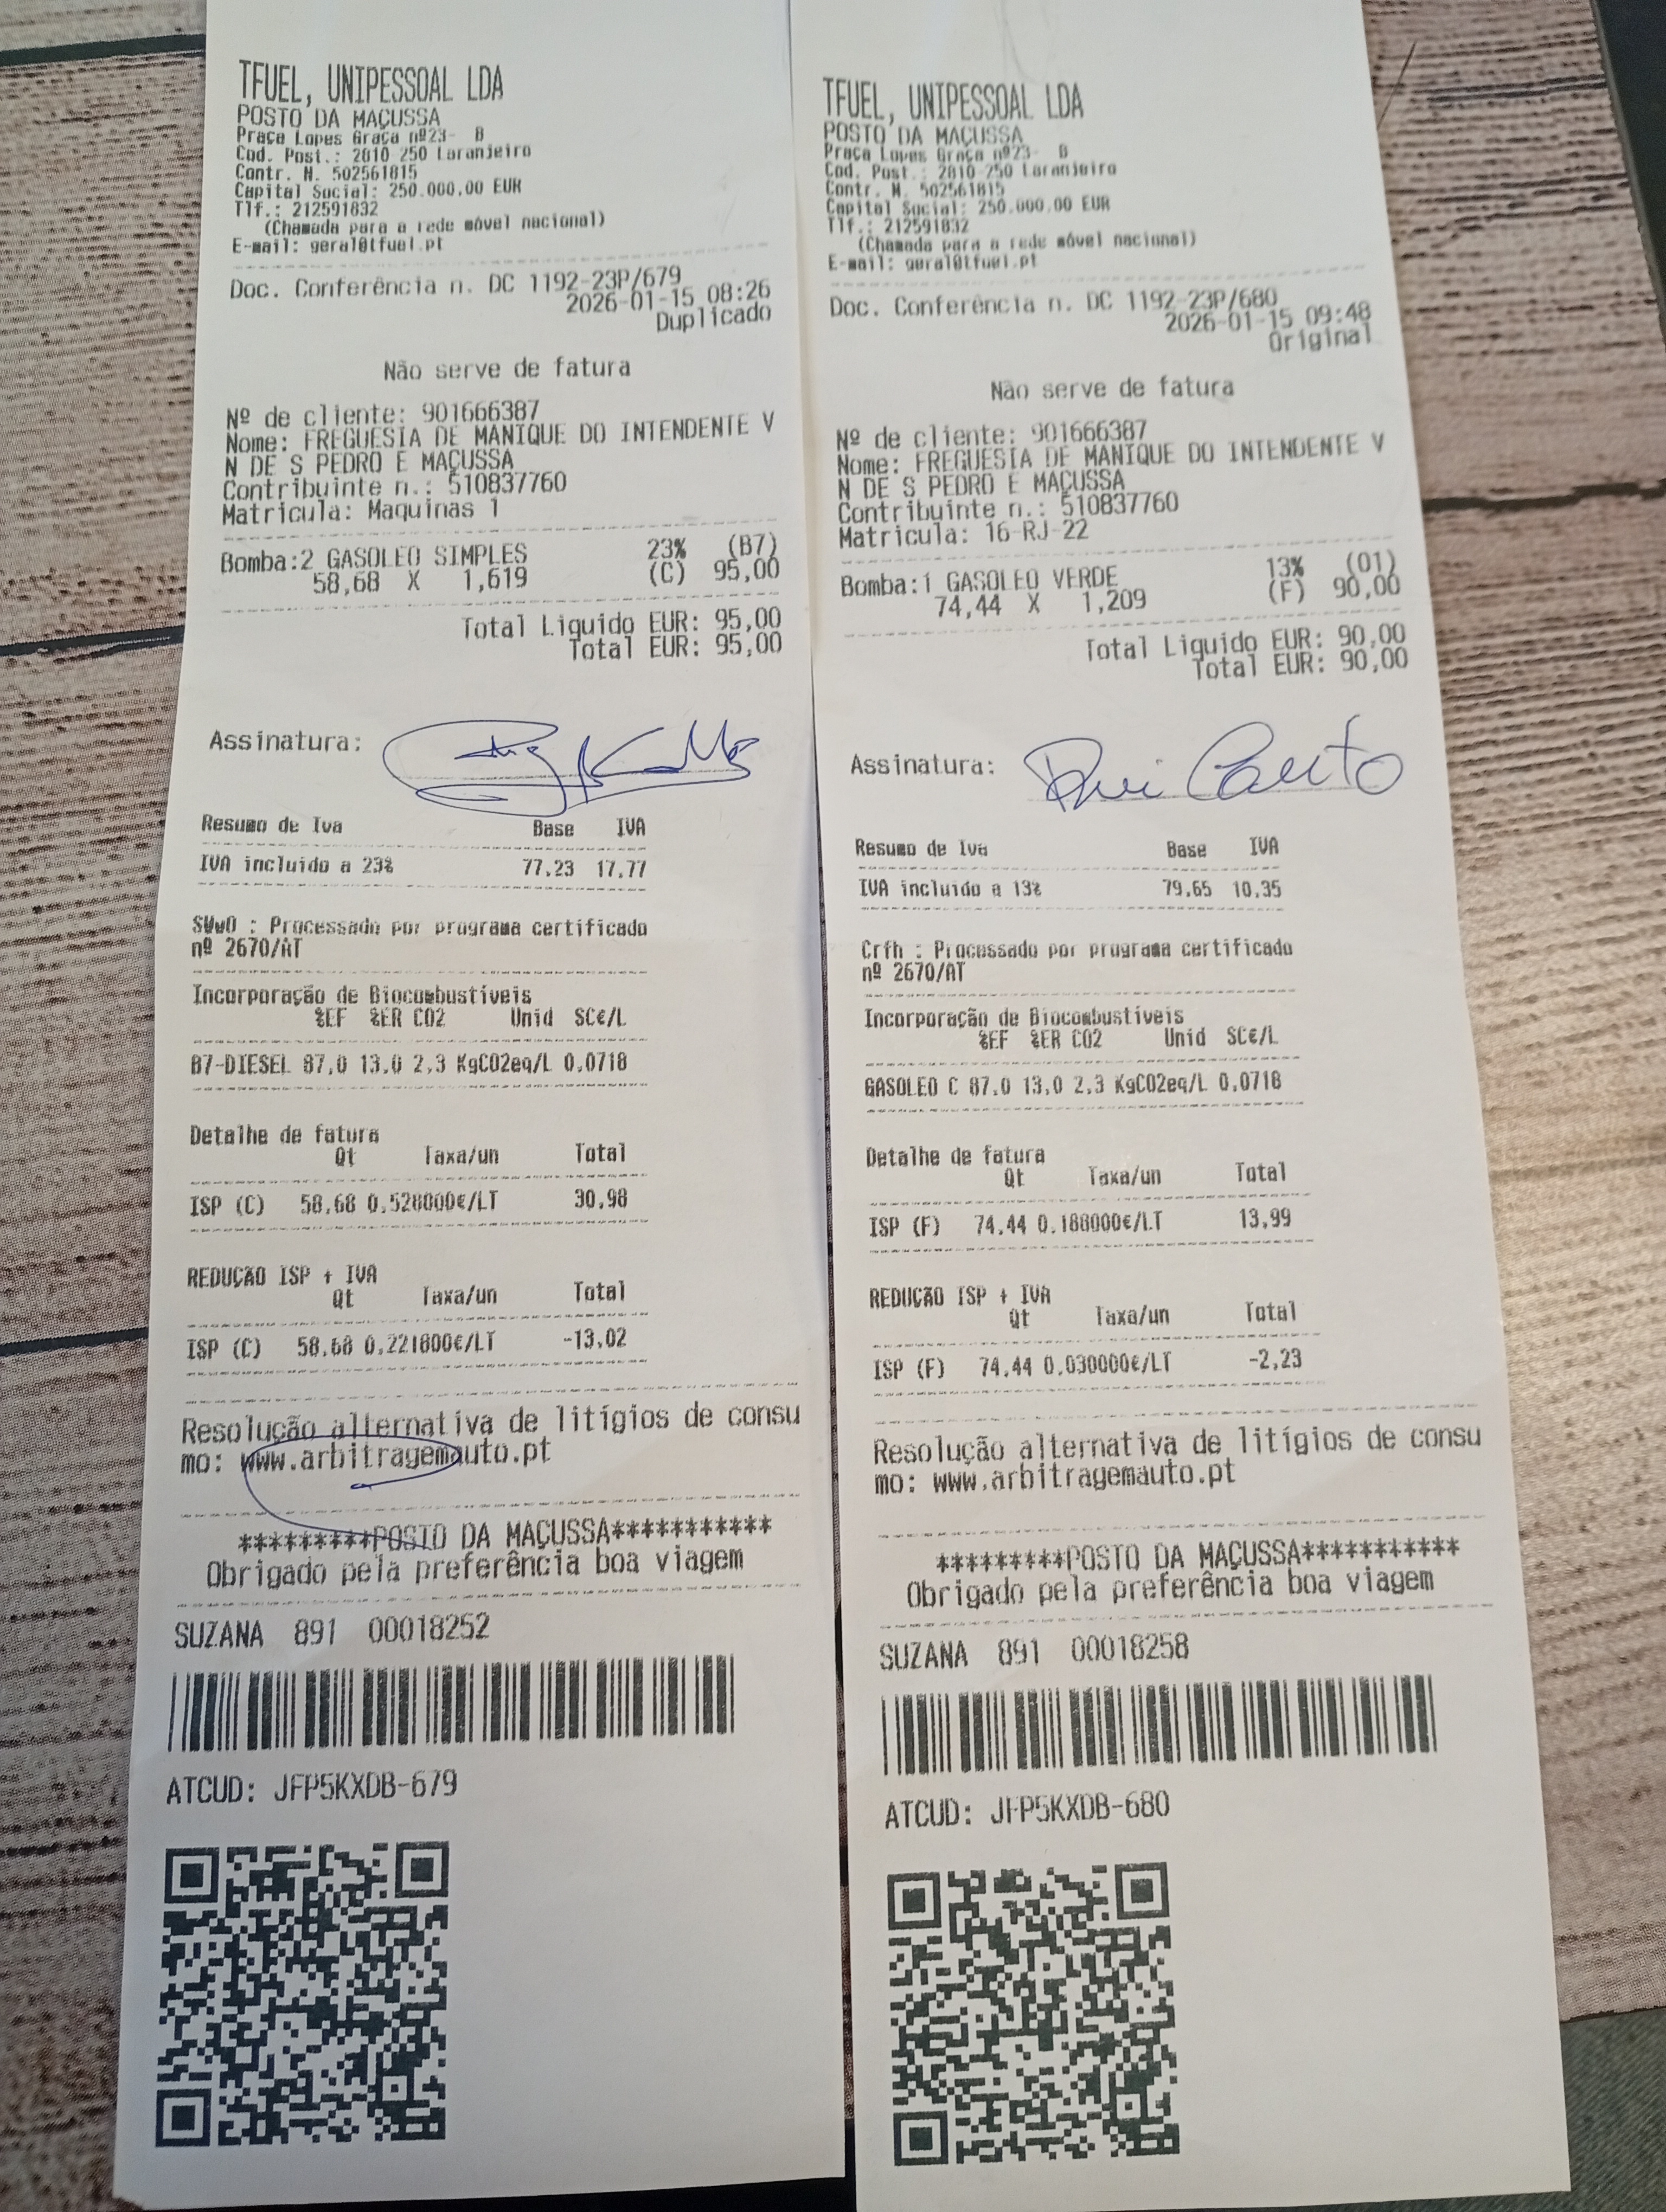 TFUEL, UNIPESSOAL LDA
POSTO DA MAÇUSSA
Praça Lopes Graça nº23- B
Cod. Post.: 2810-250 Laranjeiro
Contr. N. 502561815
Capital Social: 250.000.00 EUR
Tlf.: 212591832
(Chamada para a rede móvel nacional)
E-mail: geral@tfuel.pt
Doc. Conferência n. DC 1192-23P/679
2026-01-15 08:26
Duplicado
Não serve de fatura
Nº de cliente: 901666387
Nome: FREGUESIA DE MANIQUE DO INTENDENTE V
N DE S PEDRO E MAÇUSSA
Contribuinte n.: 510837760
Matricula: Maquinas 1
Bomba:2 GASOLEO SIMPLES 23% (B7)
58,68 X 1,619 (C) 95,00
Total Liquido EUR: 95,00
Total EUR: 95,00
Assinatura:
Resumo de Iva Base IVA
IVA incluido a 23% 77.23 17.77
SWwO : Processado por programa certificado
nº 2670/AT
Incorporação de Biocombustíveis
%EF %ER CO2 Unid SC€/L
B7-DIESEL 87.0 13.0 2.3 KgCO2eq/L 0.0718
Detalhe de fatura
Qt Taxa/un Total
ISP (C) 58.68 0.528000€/LT 30,98
REDUÇÃO ISP + IVA
Qt Taxa/un Total
ISP (C) 58.68 0.221800€/LT -13,02
Resolução alternativa de litígios de consu
mo: www.arbitragemauto.pt
*********POSTO DA MAÇUSSA***********
Obrigado pela preferência boa viagem
SUZANA 891 00018252
ATCUD: JFP5KXDB-679
TFUEL, UNIPESSOAL LDA
POSTO DA MAÇUSSA
Praça Lopes Graça nº23- B
Cod. Post.: 2810-250 Laranjeiro
Contr. N. 502561815
Capital Social: 250.000.00 EUR
Tlf.: 212591832
(Chamada para a rede móvel nacional)
E-mail: geral@tfuel.pt
Doc. Conferência n. DC 1192-23P/680
2026-01-15 09:48
Original
Não serve de fatura
Nº de cliente: 901666387
Nome: FREGUESIA DE MANIQUE DO INTENDENTE V
N DE S PEDRO E MAÇUSSA
Contribuinte n.: 510837760
Matricula: 16-RJ-22
Bomba:1 GASOLEO VERDE 13% (01)
74,44 X 1,209 (F) 90,00
Total Liquido EUR: 90,00
Total EUR: 90,00
Assinatura: Rui Couto
Resumo de Iva Base IVA
IVA incluido a 13% 79.65 10.35
Crfh : Processado por programa certificado
nº 2670/AT
Incorporação de Biocombustíveis
%EF %ER CO2 Unid SC€/L
GASOLEO C 87.0 13.0 2.3 KgCO2eq/L 0.0718
Detalhe de fatura
Qt Taxa/un Total
ISP (F) 74.44 0.188000€/LT 13,99
REDUÇÃO ISP + IVA
Qt Taxa/un Total
ISP (F) 74.44 0.030000€/LT -2,23
Resolução alternativa de litígios de consu
mo: www.arbitragemauto.pt
*********POSTO DA MAÇUSSA***********
Obrigado pela preferência boa viagem
SUZANA 891 00018258
ATCUD: JFP5KXDB-680